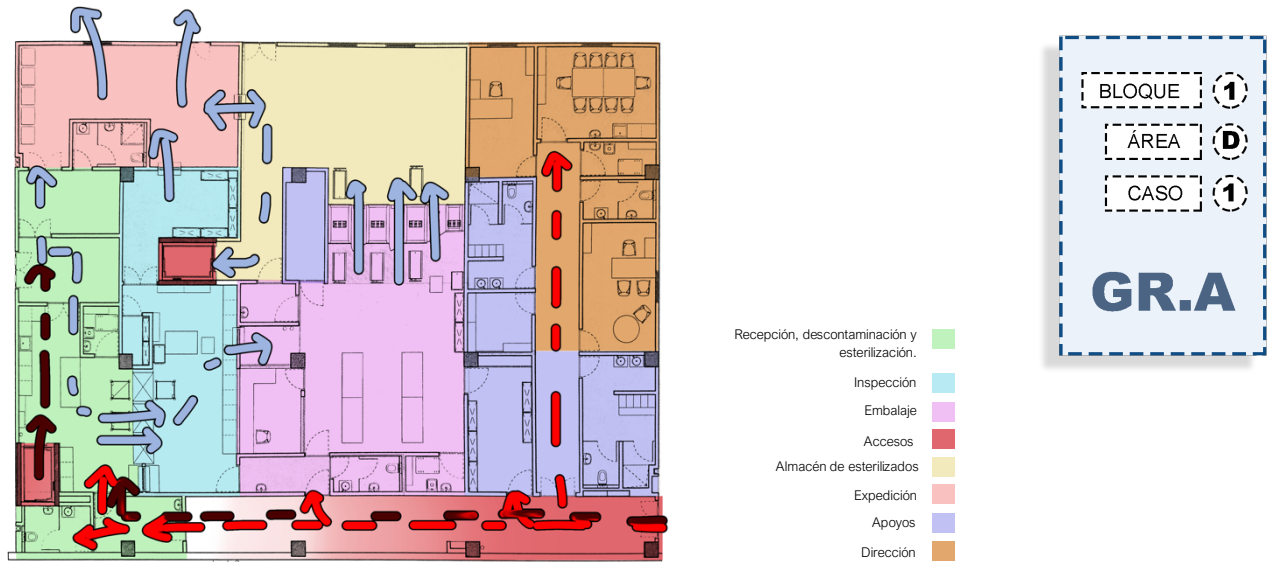 BLOQUE 1
ÁREA D
CASO 1
GR.A
Recepción, descontaminación y
esterilización.
Inspección
Embalaje
Accesos
Almacén de esterilizados
Expedición
Apoyos
Dirección